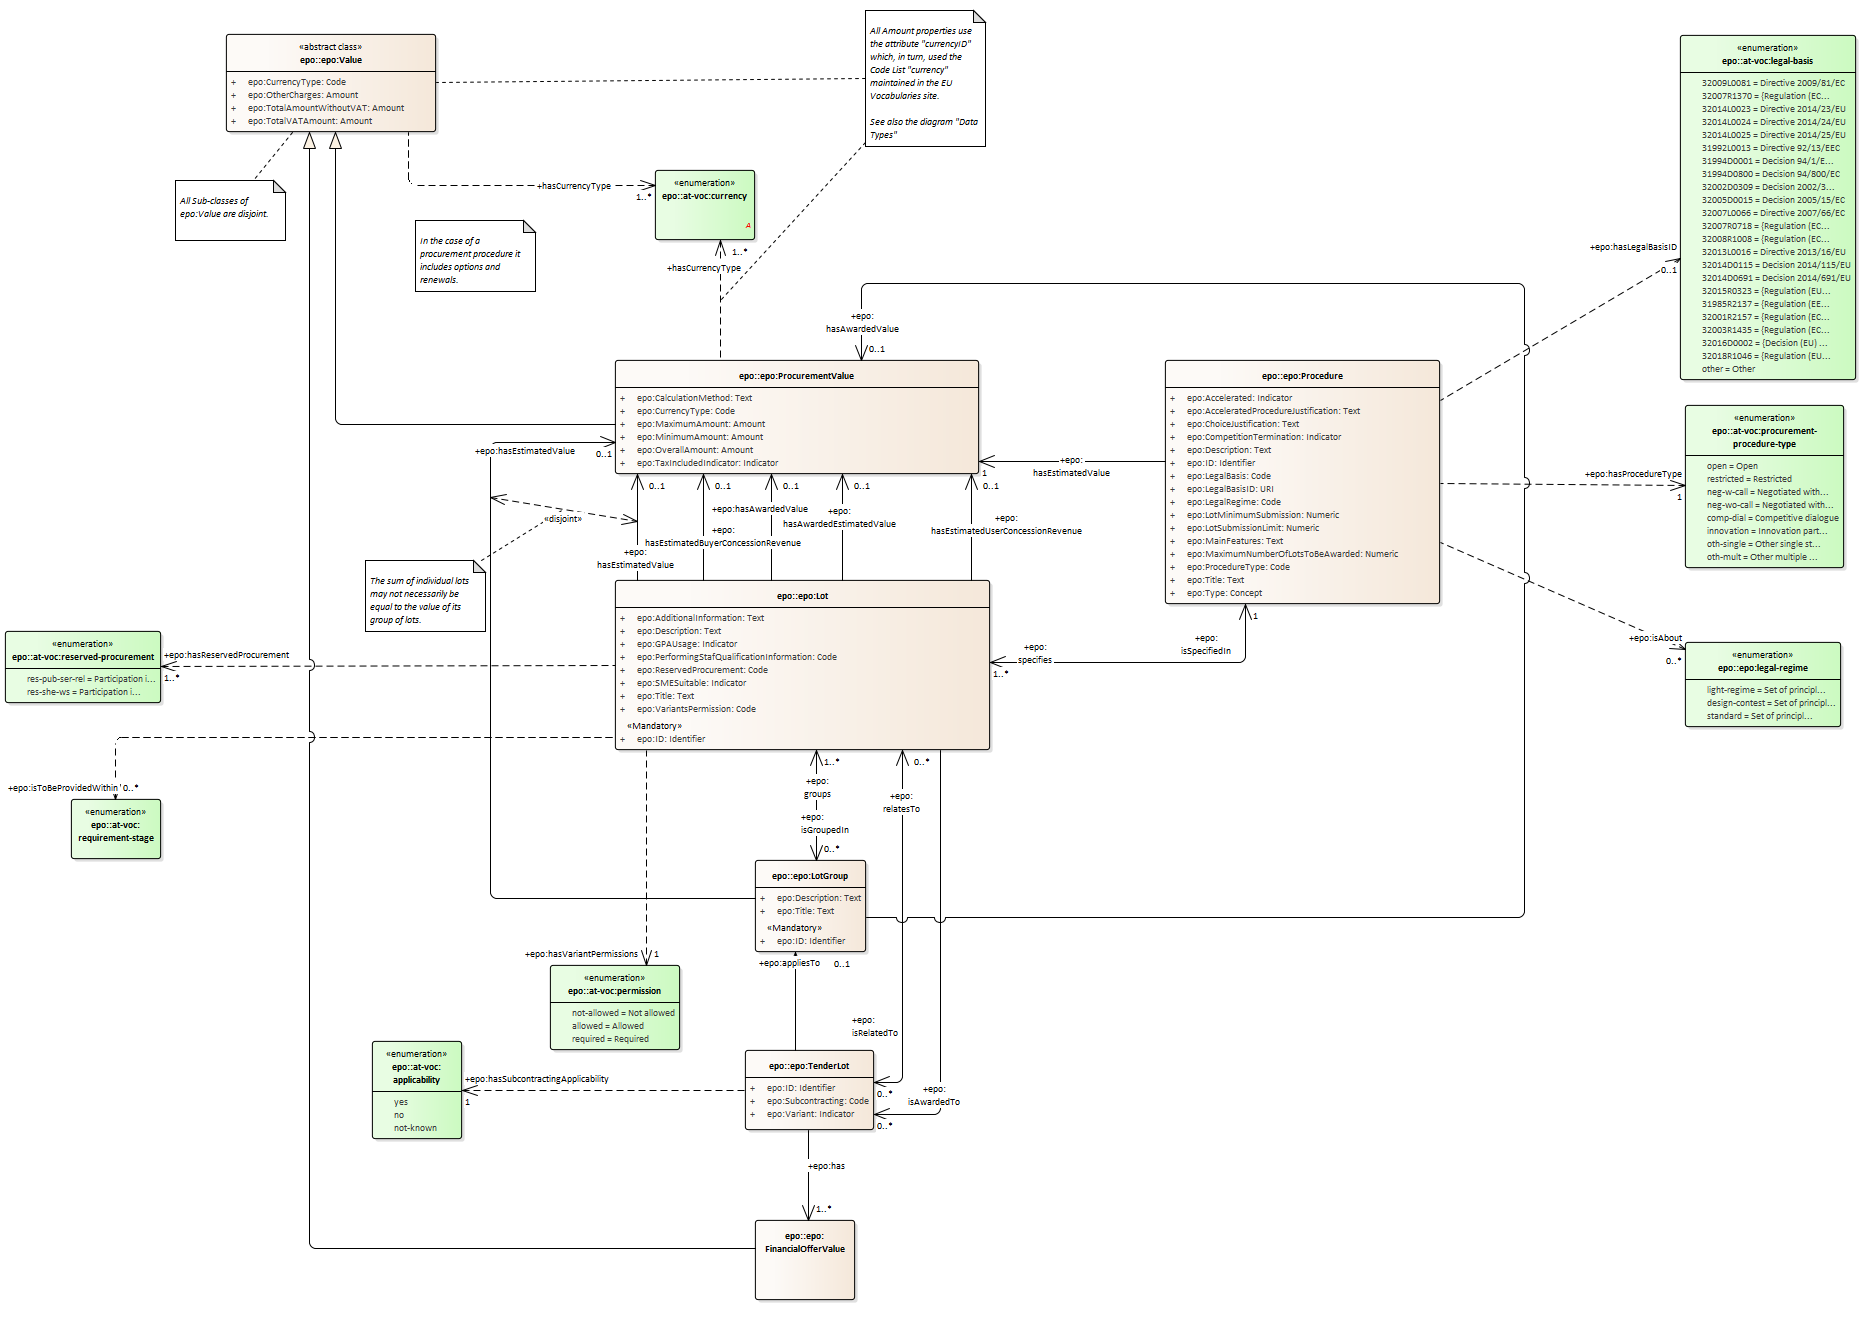 «abstract class»
epo::epo:Value
+ epo:CurrencyType: Code
+ epo:OtherCharges: Amount
+ epo:TotalAmountWithoutVAT: Amount
+ epo:TotalVATAmount: Amount
All Amount properties use
the attribute "currencyID"
which, in turn, used the
Code List "currency"
maintained in the EU
Vocabularies site.
See also the diagram "Data
Types"
All Sub-classes of
epo:Value are disjoint.
+hasCurrencyType
1..*
«enumeration»
epo::at-voc:currency
A
1..*
+hasCurrencyType
In the case of a
procurement procedure it
includes options and
renewals.
«enumeration»
epo::at-voc:legal-basis
32009L0081 = Directive 2009/81/EC
32007R1370 = {Regulation (EC...
32014L0023 = Directive 2014/23/EU
32014L0024 = Directive 2014/24/EU
32014L0025 = Directive 2014/25/EU
31992L0013 = Directive 92/13/EEC
31994D0001 = Decision 94/1/E...
31994D0800 = Decision 94/800/EC
32002D0309 = Decision 2002/3...
32005D0015 = Decision 2005/15/EC
32007L0066 = Directive 2007/66/EC
32007R0718 = {Regulation (EC...
32008R1008 = {Regulation (EC...
32013L0016 = Directive 2013/16/EU
32014D0115 = Decision 2014/115/EU
32014D0691 = Decision 2014/691/EU
32015R0323 = {Regulation (EU...
31985R2137 = {Regulation (EE...
32001R2157 = {Regulation (EC...
32003R1435 = {Regulation (EC...
32016D0002 = {Decision (EU) ...
32018R1046 = {Regulation (EU...
other = Other
+epo:hasLegalBasisID
0..1
+epo:
hasAwardedValue
0..1
epo::epo:ProcurementValue
+ epo:CalculationMethod: Text
+ epo:CurrencyType: Code
+ epo:MaximumAmount: Amount
+ epo:MinimumAmount: Amount
+ epo:OverallAmount: Amount
+ epo:TaxIncludedIndicator: Indicator
epo::epo:Procedure
+ epo:Accelerated: Indicator
+ epo:AcceleratedProcedureJustification: Text
+ epo:ChoiceJustification: Text
+ epo:CompetitionTermination: Indicator
+ epo:Description: Text
+ epo:ID: Identifier
+ epo:LegalBasis: Code
+ epo:LegalBasisID: URI
+ epo:LegalRegime: Code
+ epo:LotMinimumSubmission: Numeric
+ epo:LotSubmissionLimit: Numeric
+ epo:MainFeatures: Text
+ epo:MaximumNumberOfLotsToBeAwarded: Numeric
+ epo:ProcedureType: Code
+ epo:Title: Text
+ epo:Type: Concept
«enumeration»
epo::at-voc:procurement-
procedure-type
open = Open
restricted = Restricted
neg-w-call = Negotiated with...
neg-wo-call = Negotiated with...
comp-dial = Competitive dialogue
innovation = Innovation part...
oth-single = Other single st...
oth-mult = Other multiple ...
+epo:hasProcedureType
1
+epo:hasEstimatedValue
0..1
+epo:
hasEstimatedValue
1
«disjoint»
The sum of individual lots
may not necessarily be
equal to the value of its
group of lots.
0..1
+epo:
hasEstimatedValue
0..1
+epo:
hasEstimatedBuyerConcessionRevenue
0..1
+epo:hasAwardedValue
0..1
+epo:
hasAwardedEstimatedValue
0..1
+epo:
hasEstimatedUserConcessionRevenue
epo::epo:Lot
+ epo:AdditionalInformation: Text
+ epo:Description: Text
+ epo:GPAUsage: Indicator
+ epo:PerformingStafQualificationInformation: Code
+ epo:ReservedProcurement: Code
+ epo:SMESuitable: Indicator
+ epo:Title: Text
+ epo:VariantsPermission: Code
«Mandatory»
+ epo:ID: Identifier
+epo:
specifies
1..*
+epo:
isSpecifiedIn
1
+epo:isAbout
0..*
«enumeration»
epo::epo:legal-regime
light-regime = Set of principl...
design-contest = Set of principl...
standard = Set of principl...
«enumeration»
epo::at-voc:reserved-procurement
res-pub-ser-rel = Participation i...
res-she-ws = Participation i...
+epo:hasReservedProcurement
1..*
+epo:isToBeProvidedWithin 0..*
«enumeration»
epo::at-voc:
requirement-stage
1..*
+epo:
groups
+epo:
isGroupedIn
0..*
0..*
+epo:
relatesTo
epo::epo:LotGroup
+ epo:Description: Text
+ epo:Title: Text
«Mandatory»
+ epo:ID: Identifier
+epo:hasVariantPermissions
1
+epo:appliesTo
0..1
«enumeration»
epo::at-voc:permission
not-allowed = Not allowed
allowed = Allowed
required = Required
+epo:
isRelatedTo
0..*
+epo:
isAwardedTo
0..*
«enumeration»
epo::at-voc:
applicability
yes
no
not-known
+epo:hasSubcontractingApplicability
1
epo::epo:TenderLot
+ epo:ID: Identifier
+ epo:Subcontracting: Code
+ epo:Variant: Indicator
+epo:has
1..*
epo::epo:
FinancialOfferValue